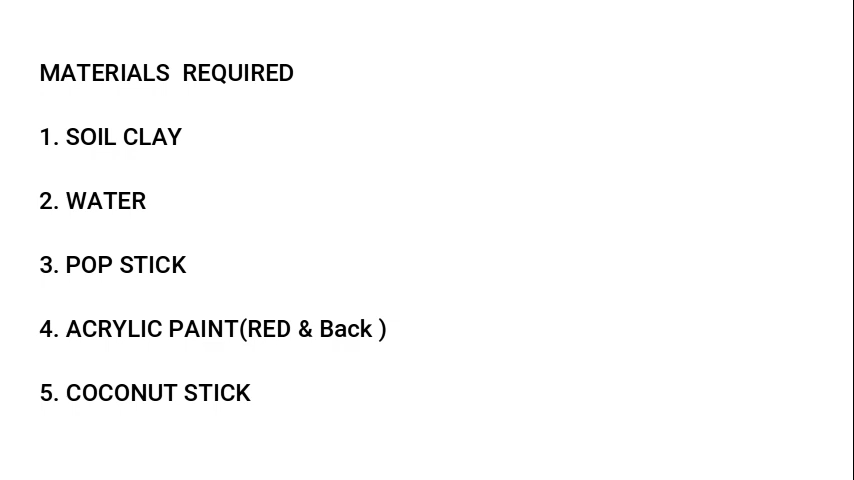 MATERIALS  REQUIRED
1. SOIL CLAY
2. WATER
3. POP STICK
4. ACRYLIC PAINT(RED & Back )
5. COCONUT STICK